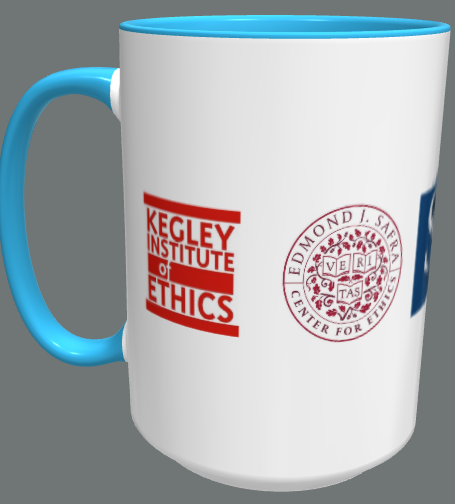 KEGLEY
INSTITUTE
of
ETHICS
EDMOND J. SAFRA
VE RI
TAS
CENTER FOR ETHICS